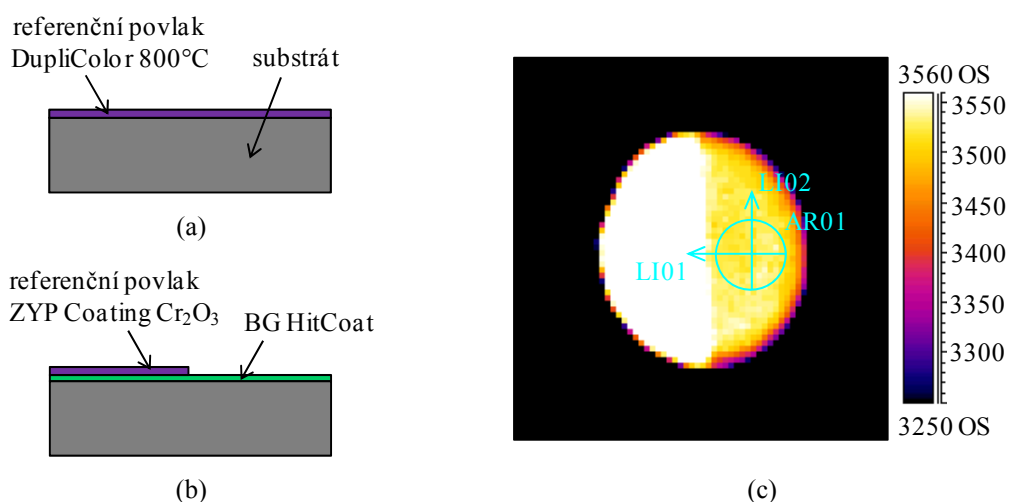 referenční povlak
DupliColor 800°C
substrát
(a)
referenční povlak
ZYP Coating Cr₂O₃
BG HitCoat
(b)
3560 OS
3550
3500
3450
3400
3350
3300
3250 OS
LI02
AR01
LI01
(c)